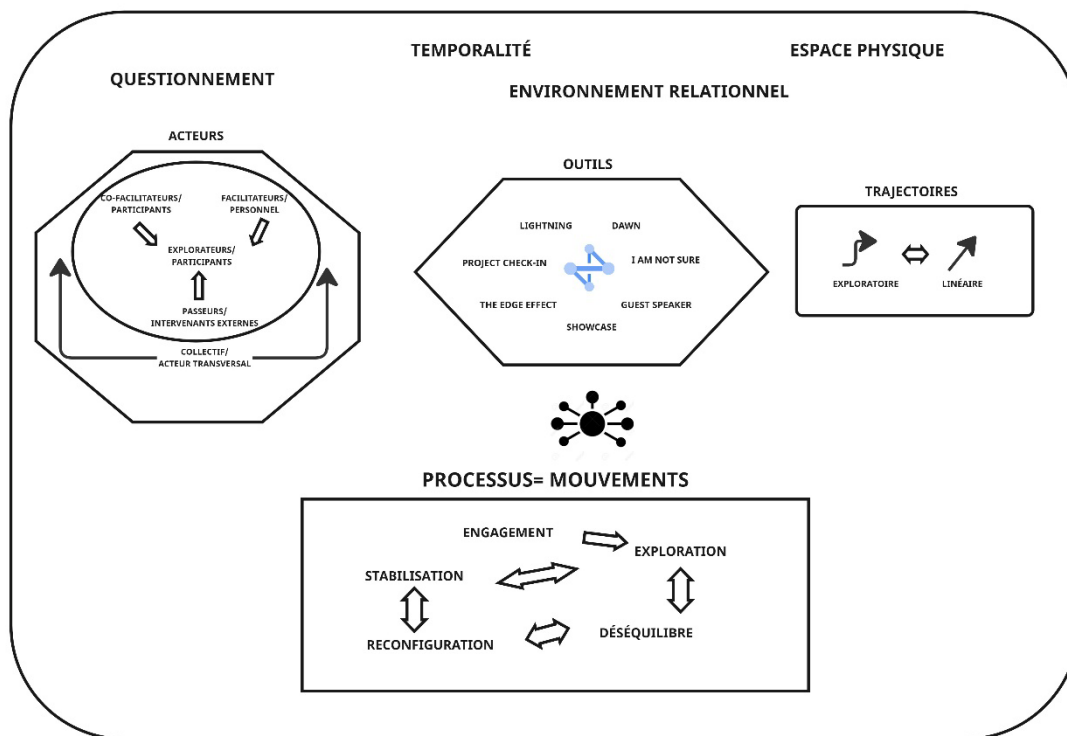 TEMPORALITÉ
ESPACE PHYSIQUE
QUESTIONNEMENT
ENVIRONNEMENT RELATIONNEL
ACTEURS
CO-FACILITATEURS/
PARTICIPANTS
FACILITATEURS/
PERSONNEL
EXPLORATEURS/
PARTICIPANTS
PASSEURS/
INTERVENANTS EXTERNES
COLLECTIF/
ACTEUR TRANSVERSAL
OUTILS
LIGHTNING
DAWN
PROJECT CHECK-IN
I AM NOT SURE
THE EDGE EFFECT
GUEST SPEAKER
SHOWCASE
TRAJECTOIRES
EXPLORATOIRE
LINÉAIRE
PROCESSUS= MOUVEMENTS
ENGAGEMENT
EXPLORATION
STABILISATION
DÉSÉQUILIBRE
RECONFIGURATION